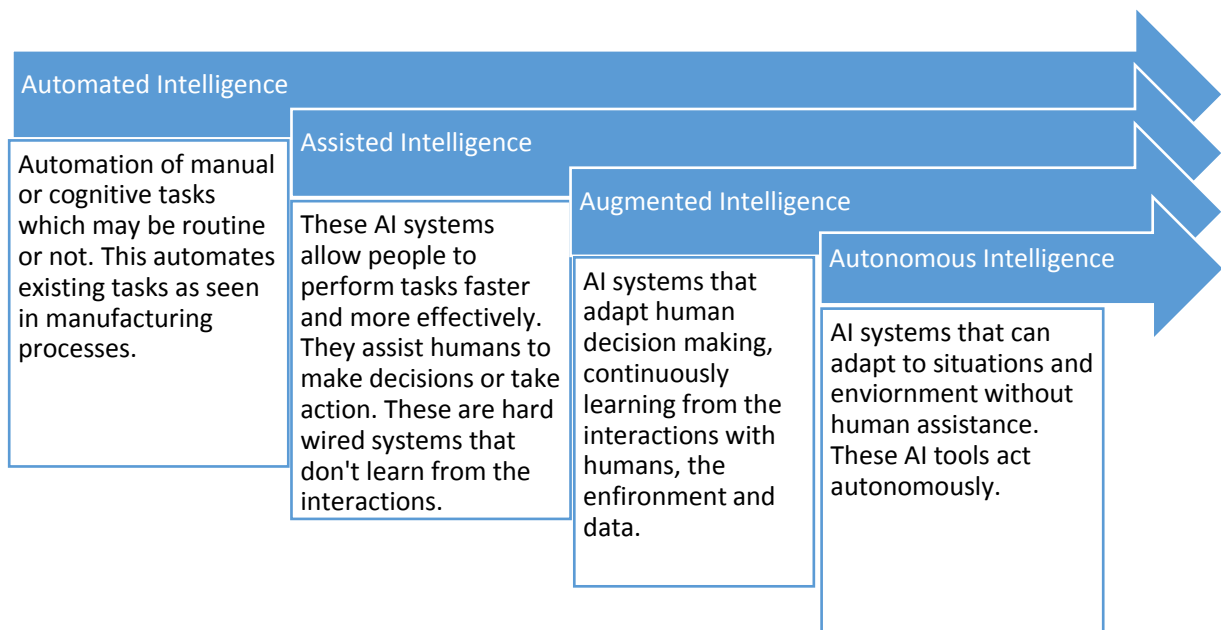 Automated Intelligence
Automation of manual
or cognitive tasks
which may be routine
or not. This automates
existing tasks as seen
in manufacturing
processes.
Assisted Intelligence
These AI systems
allow people to
perform tasks faster
and more effectively.
They assist humans to
make decisions or take
action. These are hard
wired systems that
don't learn from the
interactions.
Augmented Intelligence
AI systems that
adapt human
decision making,
continuously
learning from the
interactions with
humans, the
enfironment and
data.
Autonomous Intelligence
AI systems that can
adapt to situations and
enviornment without
human assistance.
These AI tools act
autonomously.